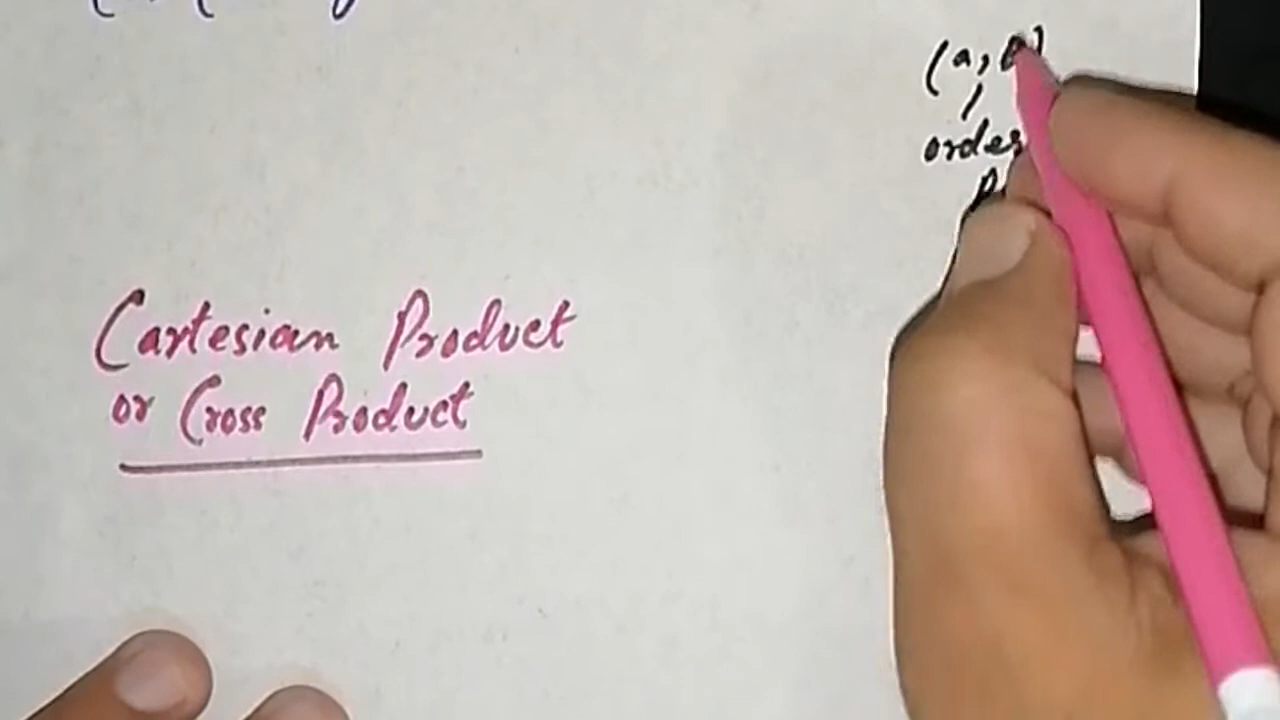 (a, b)
order
Cartesian Product
or Cross Product